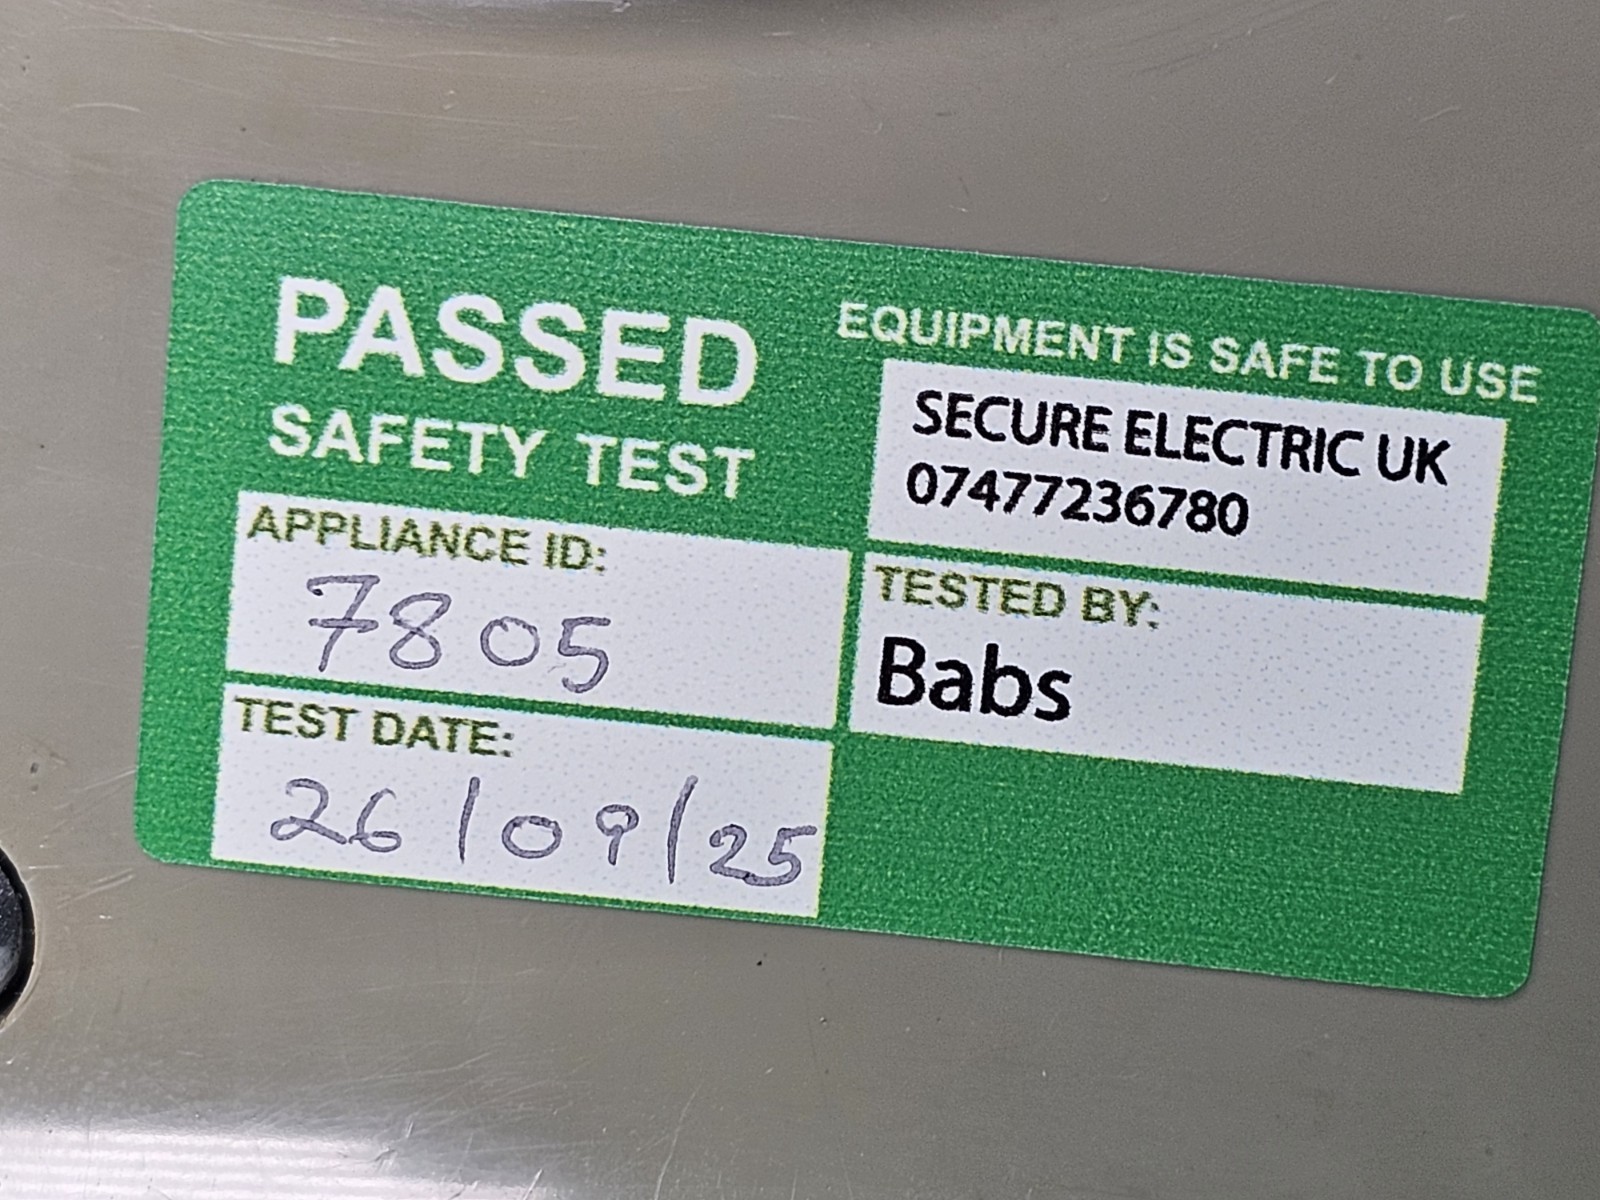 PASSED
SAFETY TEST
APPLIANCE ID:
7805
TEST DATE:
26/09/25
EQUIPMENT IS SAFE TO USE
SECURE ELECTRIC UK
07477236780
TESTED BY:
Babs